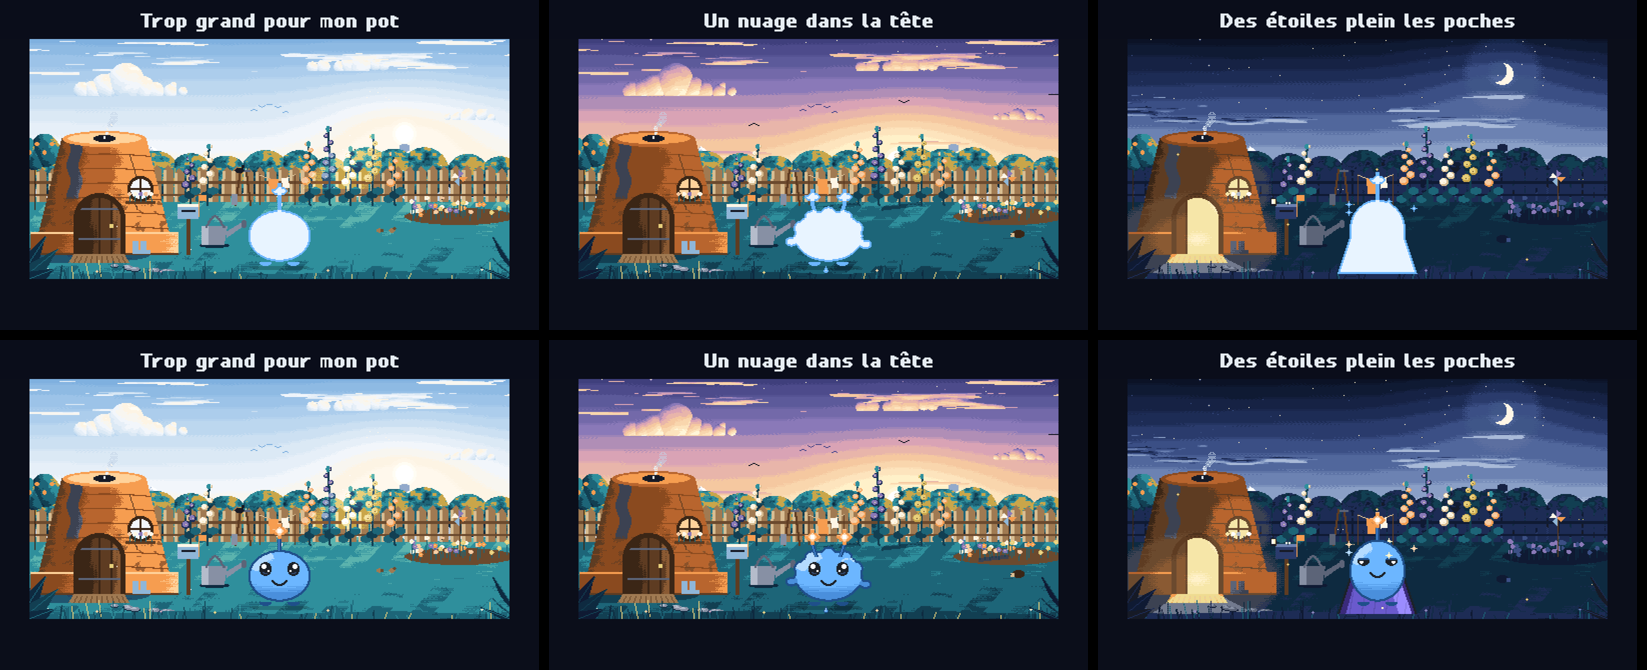 Trop grand pour mon pot
Un nuage dans la tête
Des étoiles plein les poches
Trop grand pour mon pot
Un nuage dans la tête
Des étoiles plein les poches